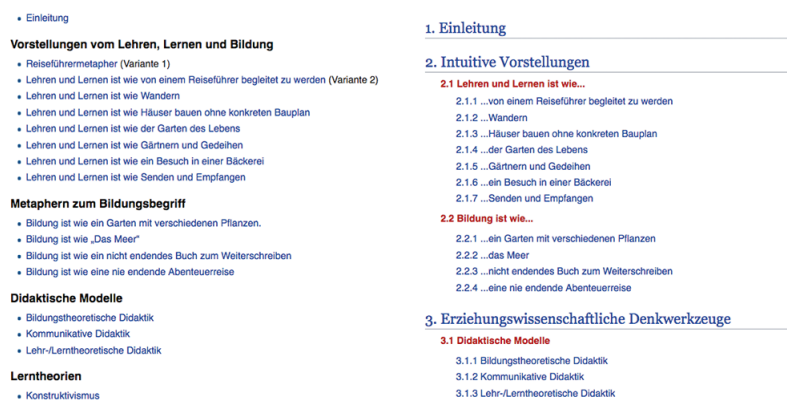 Einleitung
Vorstellungen vom Lehren, Lernen und Bildung
Reiseführermetapher (Variante 1)
Lehren und Lernen ist wie von einem Reiseführer begleitet zu werden (Variante 2)
Lehren und Lernen ist wie Wandern
Lehren und Lernen ist wie Häuser bauen ohne konkreten Bauplan
Lehren und Lernen ist wie der Garten des Lebens
Lehren und Lernen ist wie Gärtnern und Gedeihen
Lehren und Lernen ist wie ein Besuch in einer Bäckerei
Lehren und Lernen ist wie Senden und Empfangen
Metaphern zum Bildungsbegriff
Bildung ist wie ein Garten mit verschiedenen Pflanzen.
Bildung ist wie „Das Meer“
Bildung ist wie ein nicht endendes Buch zum Weiterschreiben
Bildung ist wie eine nie endende Abenteuerreise
Didaktische Modelle
Bildungstheoretische Didaktik
Kommunikative Didaktik
Lehr-/Lerntheoretische Didaktik
Lerntheorien
Konstruktivismus
1. Einleitung
2. Intuitive Vorstellungen
2.1 Lehren und Lernen ist wie...
2.1.1 ...von einem Reiseführer begleitet zu werden
2.1.2 ...Wandern
2.1.3 ...Häuser bauen ohne konkreten Bauplan
2.1.4 ...der Garten des Lebens
2.1.5 ...Gärtnern und Gedeihen
2.1.6 ...ein Besuch in einer Bäckerei
2.1.7 ...Senden und Empfangen
2.2 Bildung ist wie...
2.2.1 ...ein Garten mit verschiedenen Pflanzen
2.2.2 ...das Meer
2.2.3 ...nicht endendes Buch zum Weiterschreiben
2.2.4 ...eine nie endende Abenteuerreise
3. Erziehungswissenschaftliche Denkwerkzeuge
3.1 Didaktische Modelle
3.1.1 Bildungstheoretische Didaktik
3.1.2 Kommunikative Didaktik
3.1.3 Lehr-/Lerntheoretische Didaktik